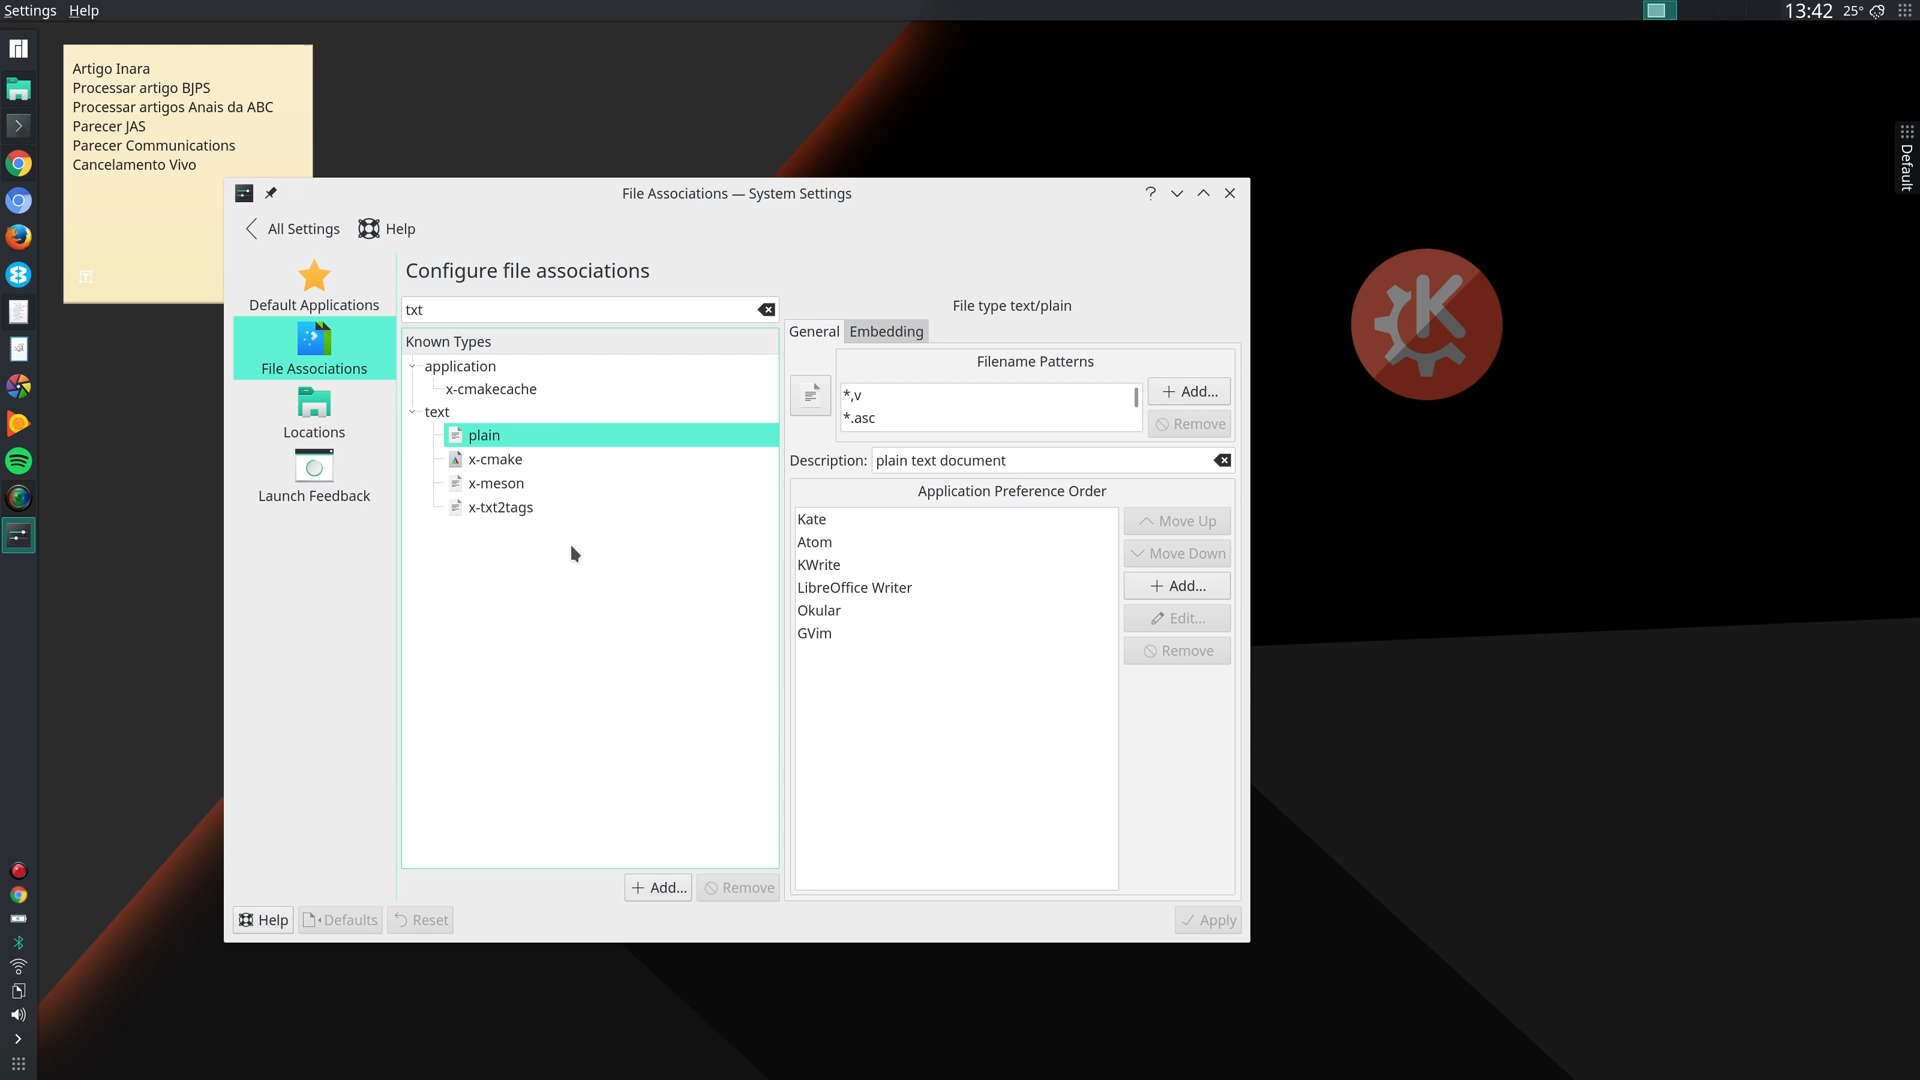 Settings Help
13:42 25°
Artigo Inara
Processar artigo BJPS
Processar artigos Anais da ABC
Parecer JAS
Parecer Communications
Cancelamento Vivo
Default
File Associations — System Settings
All Settings Help
Default Applications
File Associations
Locations
Launch Feedback
Configure file associations
txt
Known Types
application
x-cmakecache
text
plain
x-cmake
x-meson
x-txt2tags
Add... Remove
File type text/plain
General Embedding
Filename Patterns
*,v
*.asc
Add...
Remove
Description: plain text document
Application Preference Order
Kate
Atom
KWrite
LibreOffice Writer
Okular
GVim
Move Up
Move Down
Add...
Edit...
Remove
Help Defaults Reset Apply